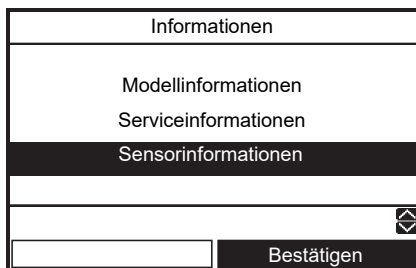 Informationen
Modellinformationen
Serviceinformationen
Sensorinformationen
Bestätigen